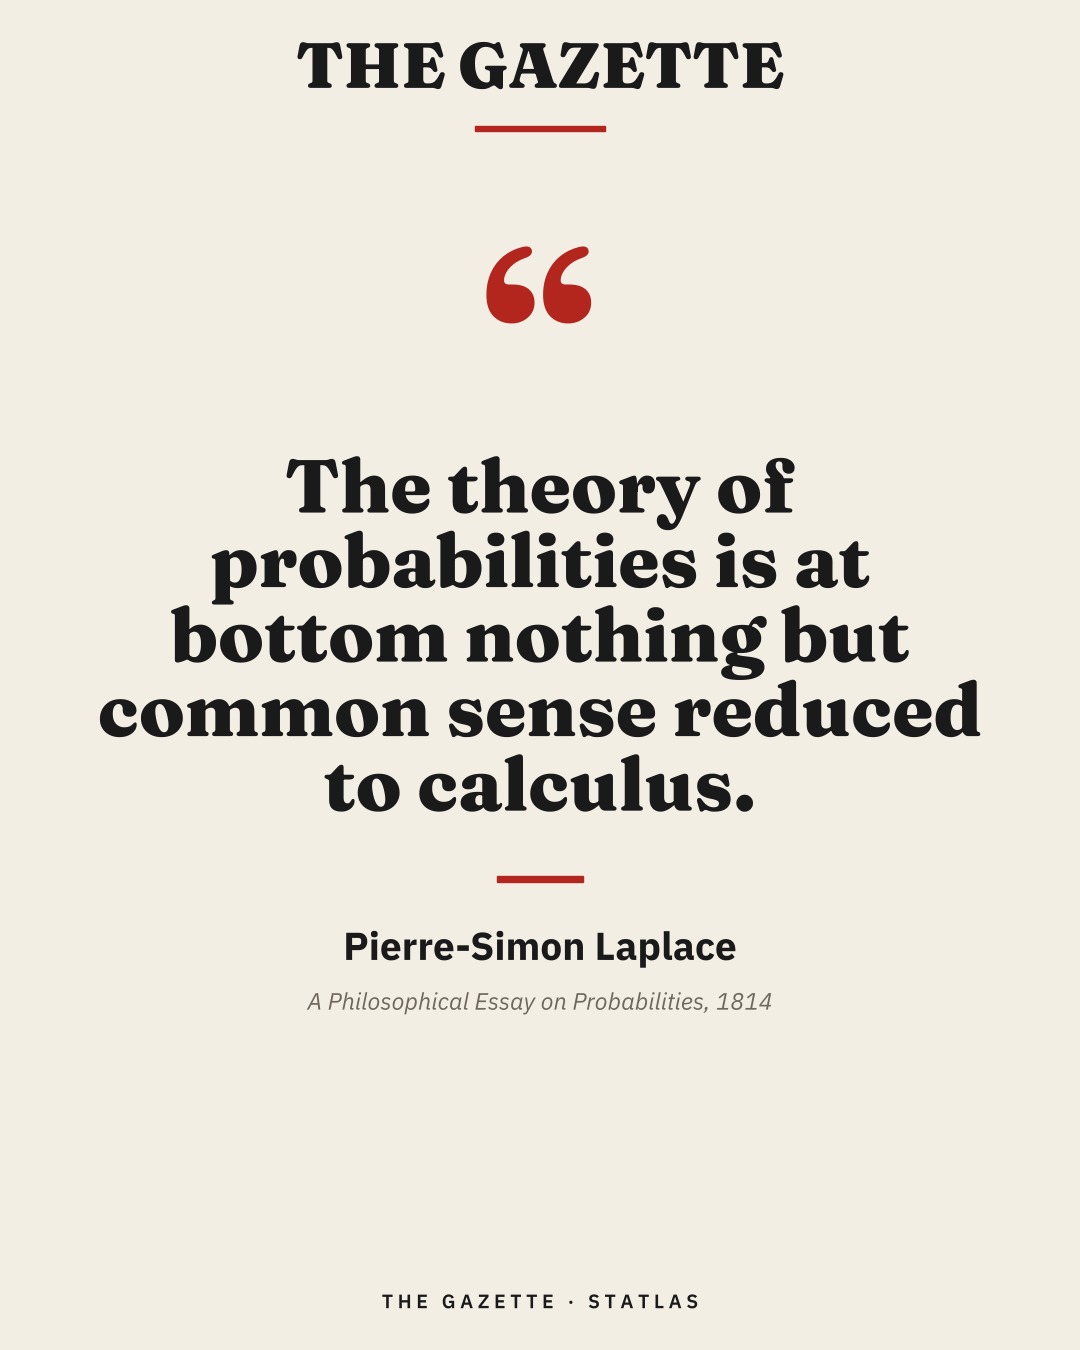 THE GAZETTE
“
The theory of
probabilities is at
bottom nothing but
common sense reduced
to calculus.
Pierre-Simon Laplace
A Philosophical Essay on Probabilities, 1814
THE GAZETTE · STATLAS